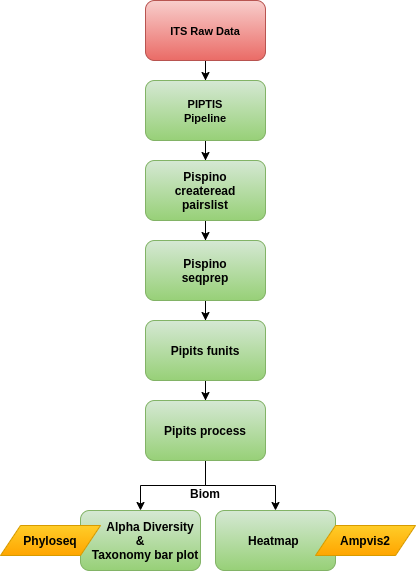 ITS Raw Data
PIPTIS
Pipeline
Pispino
createread
pairslist
Pispino
seqprep
Pipits funits
Pipits process
Biom
Phyloseq
Alpha Diversity
&
Taxonomy bar plot
Heatmap
Ampvis2